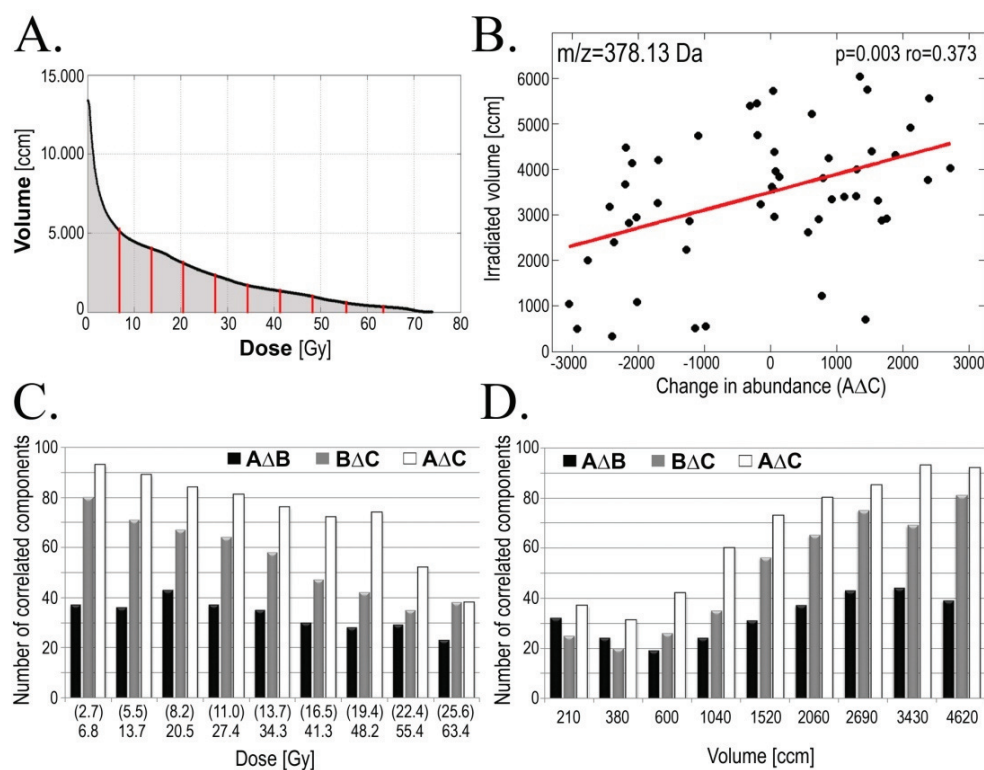 A.
15.000
10.000
5.000
0
Volume [ccm]
0 10 20 30 40 50 60 70 80
Dose [Gy]
B.
m/z=378.13 Da
p=0.003 ro=0.373
6000
5000
4000
3000
2000
1000
0
Irradiated volume [ccm]
-3000 -2000 -1000 0 1000 2000 3000
Change in abundance (AΔC)
C.
AΔB BΔC AΔC
100
80
60
40
20
0
Number of correlated components
(2.7) (5.5) (8.2) (11.0) (13.7) (16.5) (19.4) (22.4) (25.6)
6.8 13.7 20.5 27.4 34.3 41.3 48.2 55.4 63.4
Dose [Gy]
D.
AΔB BΔC AΔC
100
80
60
40
20
0
Number of correlated components
210 380 600 1040 1520 2060 2690 3430 4620
Volume [ccm]